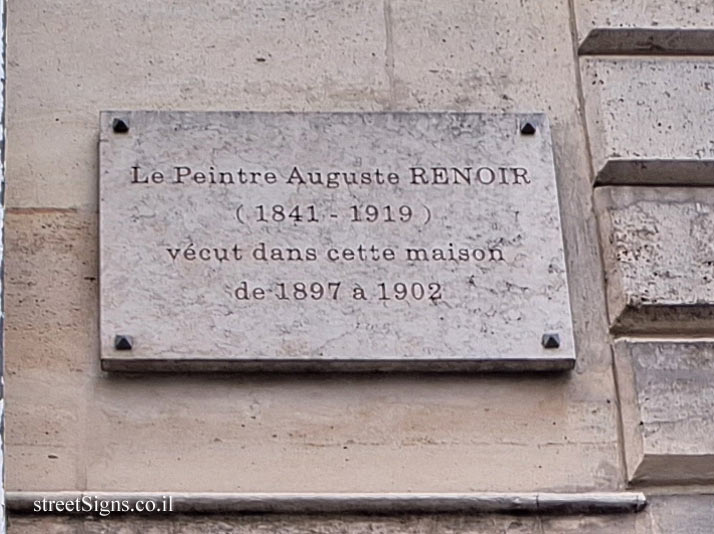 Le Peintre Auguste RENOIR
( 1841 - 1919 )
vécut dans cette maison
de 1897 à 1902
streetSigns.co.il